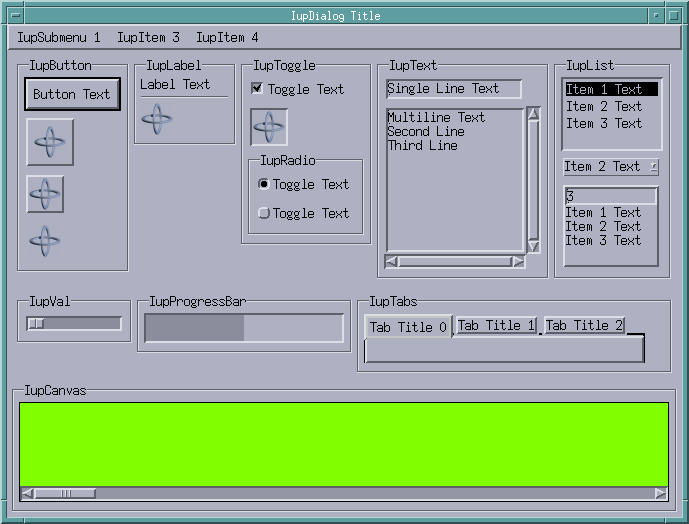 IupDialog Title
IupSubmenu 1 IupItem 3 IupItem 4
IupButton
Button Text
IupLabel
Label Text
IupToggle
Toggle Text
IupRadio
Toggle Text
Toggle Text
IupText
Single Line Text
Multiline Text
Second Line
Third Line
IupList
Item 1 Text
Item 2 Text
Item 3 Text
Item 2 Text
3
Item 1 Text
Item 2 Text
Item 3 Text
IupVal
IupProgressBar
IupTabs
Tab Title 0 Tab Title 1 Tab Title 2
IupCanvas